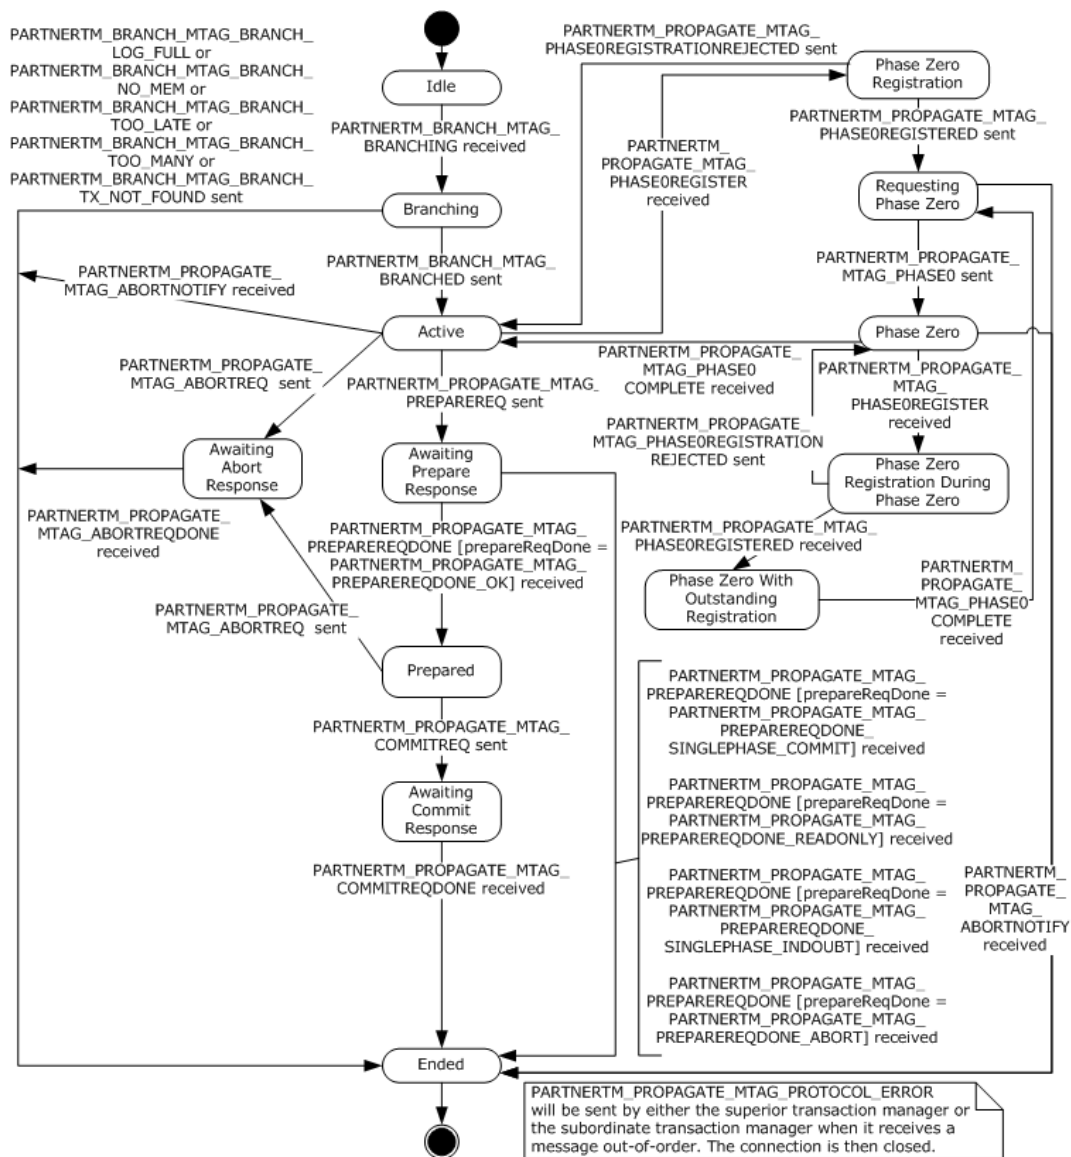 PARTNERTM_BRANCH_MTAG_BRANCH_
LOG_FULL or
PARTNERTM_BRANCH_MTAG_BRANCH_
NO_MEM or
PARTNERTM_BRANCH_MTAG_BRANCH_
TOO_LATE or
PARTNERTM_BRANCH_MTAG_BRANCH_
TOO_MANY or
PARTNERTM_BRANCH_MTAG_BRANCH_
TX_NOT_FOUND sent
Idle
PARTNERTM_BRANCH_MTAG_
BRANCHING received
Branching
PARTNERTM_BRANCH_MTAG_
BRANCHED sent
PARTNERTM_PROPAGATE_
MTAG_ABORTNOTIFY received
Active
PARTNERTM_PROPAGATE_MTAG_
PHASE0REGISTRATIONREJECTED sent
PARTNERTM_
PROPAGATE_MTAG_
PHASE0REGISTER
received
Phase Zero
Registration
PARTNERTM_PROPAGATE_MTAG_
PHASE0REGISTERED sent
Requesting
Phase Zero
PARTNERTM_PROPAGATE_
MTAG_PHASE0 sent
Phase Zero
PARTNERTM_PROPAGATE_
MTAG_PHASE0
COMPLETE received
PARTNERTM_PROPAGATE_
MTAG_
PHASE0REGISTER
received
PARTNERTM_PROPAGATE_
MTAG_PHASE0REGISTRATION
REJECTED sent
Phase Zero
Registration During
Phase Zero
PARTNERTM_PROPAGATE_MTAG_
PHASE0REGISTERED received
Phase Zero With
Outstanding
Registration
PARTNERTM_
PROPAGATE_
MTAG_PHASE0
COMPLETE
received
PARTNERTM_PROPAGATE_
MTAG_ABORTREQ sent
PARTNERTM_PROPAGATE_MTAG_
PREPAREREQ sent
Awaiting
Abort
Response
Awaiting
Prepare
Response
PARTNERTM_PROPAGATE_
MTAG_ABORTREQDONE
received
PARTNERTM_PROPAGATE_MTAG_
PREPAREREQDONE [prepareReqDone =
PARTNERTM_PROPAGATE_MTAG_
PREPAREREQDONE_OK] received
PARTNERTM_PROPAGATE_
MTAG_ABORTREQ sent
Prepared
PARTNERTM_PROPAGATE_MTAG_
COMMITREQ sent
Awaiting
Commit
Response
PARTNERTM_PROPAGATE_MTAG_
COMMITREQDONE received
PARTNERTM_PROPAGATE_MTAG_
PREPAREREQDONE [prepareReqDone =
PARTNERTM_PROPAGATE_MTAG_
PREPAREREQDONE_
SINGLEPHASE_COMMIT] received
PARTNERTM_PROPAGATE_MTAG_
PREPAREREQDONE [prepareReqDone =
PARTNERTM_PROPAGATE_MTAG_
PREPAREREQDONE_READONLY] received
PARTNERTM_PROPAGATE_MTAG_
PREPAREREQDONE [prepareReqDone =
PARTNERTM_PROPAGATE_MTAG_
PREPAREREQDONE_
SINGLEPHASE_INDOUBT] received
PARTNERTM_PROPAGATE_MTAG_
PREPAREREQDONE [prepareReqDone =
PARTNERTM_PROPAGATE_MTAG_
PREPAREREQDONE_ABORT] received
PARTNERTM_
PROPAGATE_
MTAG_
ABORTNOTIFY
received
Ended
PARTNERTM_PROPAGATE_MTAG_PROTOCOL_ERROR
will be sent by either the superior transaction manager or
the subordinate transaction manager when it receives a
message out-of-order. The connection is then closed.